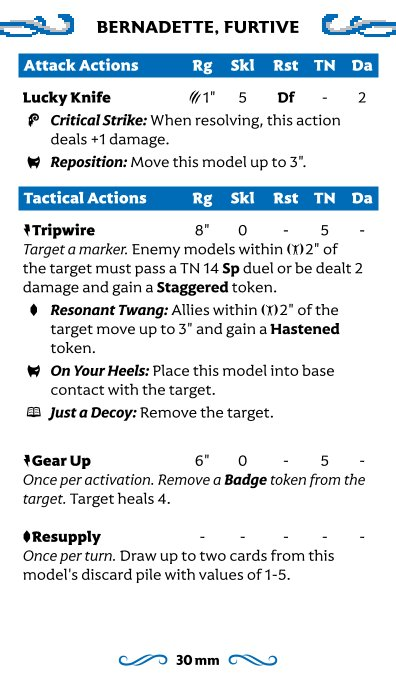 BERNADETTE, FURTIVE
Attack Actions Rg Skl Rst TN Da
Lucky Knife 1" 5 Df - 2
Critical Strike: When resolving, this action
deals +1 damage.
Reposition: Move this model up to 3".
Tactical Actions Rg Skl Rst TN Da
Tripwire 8" 0 - 5 -
Target a marker. Enemy models within 2" of
the target must pass a TN 14 Sp duel or be dealt 2
damage and gain a Staggered token.
Resonant Twang: Allies within 2" of the
target move up to 3" and gain a Hastened
token.
On Your Heels: Place this model into base
contact with the target.
Just a Decoy: Remove the target.
Gear Up 6" 0 - 5 -
Once per activation. Remove a Badge token from the
target. Target heals 4.
Resupply - - - - -
Once per turn. Draw up to two cards from this
model's discard pile with values of 1-5.
30 mm